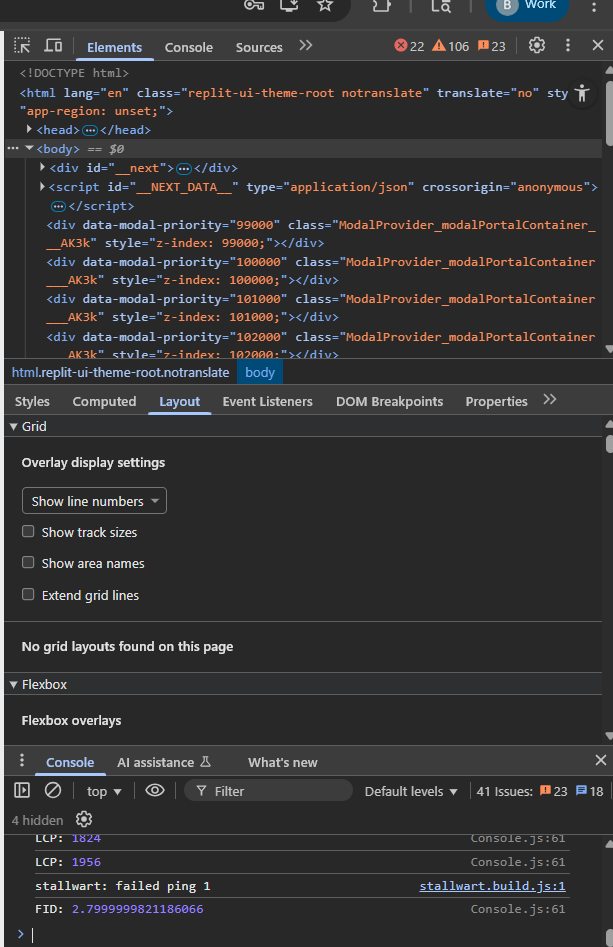 B Work
Elements Console Sources 22 106 23
<!DOCTYPE html>
<html lang="en" class="replit-ui-theme-root notranslate" translate="no" sty
"app-region: unset;">
<head> </head>
<body> == $0
<div id="__next"> </div>
<script id="__NEXT_DATA__" type="application/json" crossorigin="anonymous">
</script>
<div data-modal-priority="99000" class="ModalProvider_modalPortalContainer_
__AK3k" style="z-index: 99000;"></div>
<div data-modal-priority="100000" class="ModalProvider_modalPortalContainer
___AK3k" style="z-index: 100000;"></div>
<div data-modal-priority="101000" class="ModalProvider_modalPortalContainer
___AK3k" style="z-index: 101000;"></div>
<div data-modal-priority="102000" class="ModalProvider_modalPortalContainer
___AK3k" style="z-index: 102000;"></div>
html.replit-ui-theme-root.notranslate body
Styles Computed Layout Event Listeners DOM Breakpoints Properties
Grid
Overlay display settings
Show line numbers
Show track sizes
Show area names
Extend grid lines
No grid layouts found on this page
Flexbox
Flexbox overlays
Console AI assistance What's new
top Filter Default levels 41 Issues: 23 18
4 hidden
LCP: 1824 Console.js:61
LCP: 1956 Console.js:61
stallwart: failed ping 1 stallwart.build.js:1
FID: 2.7999999821186066 Console.js:61